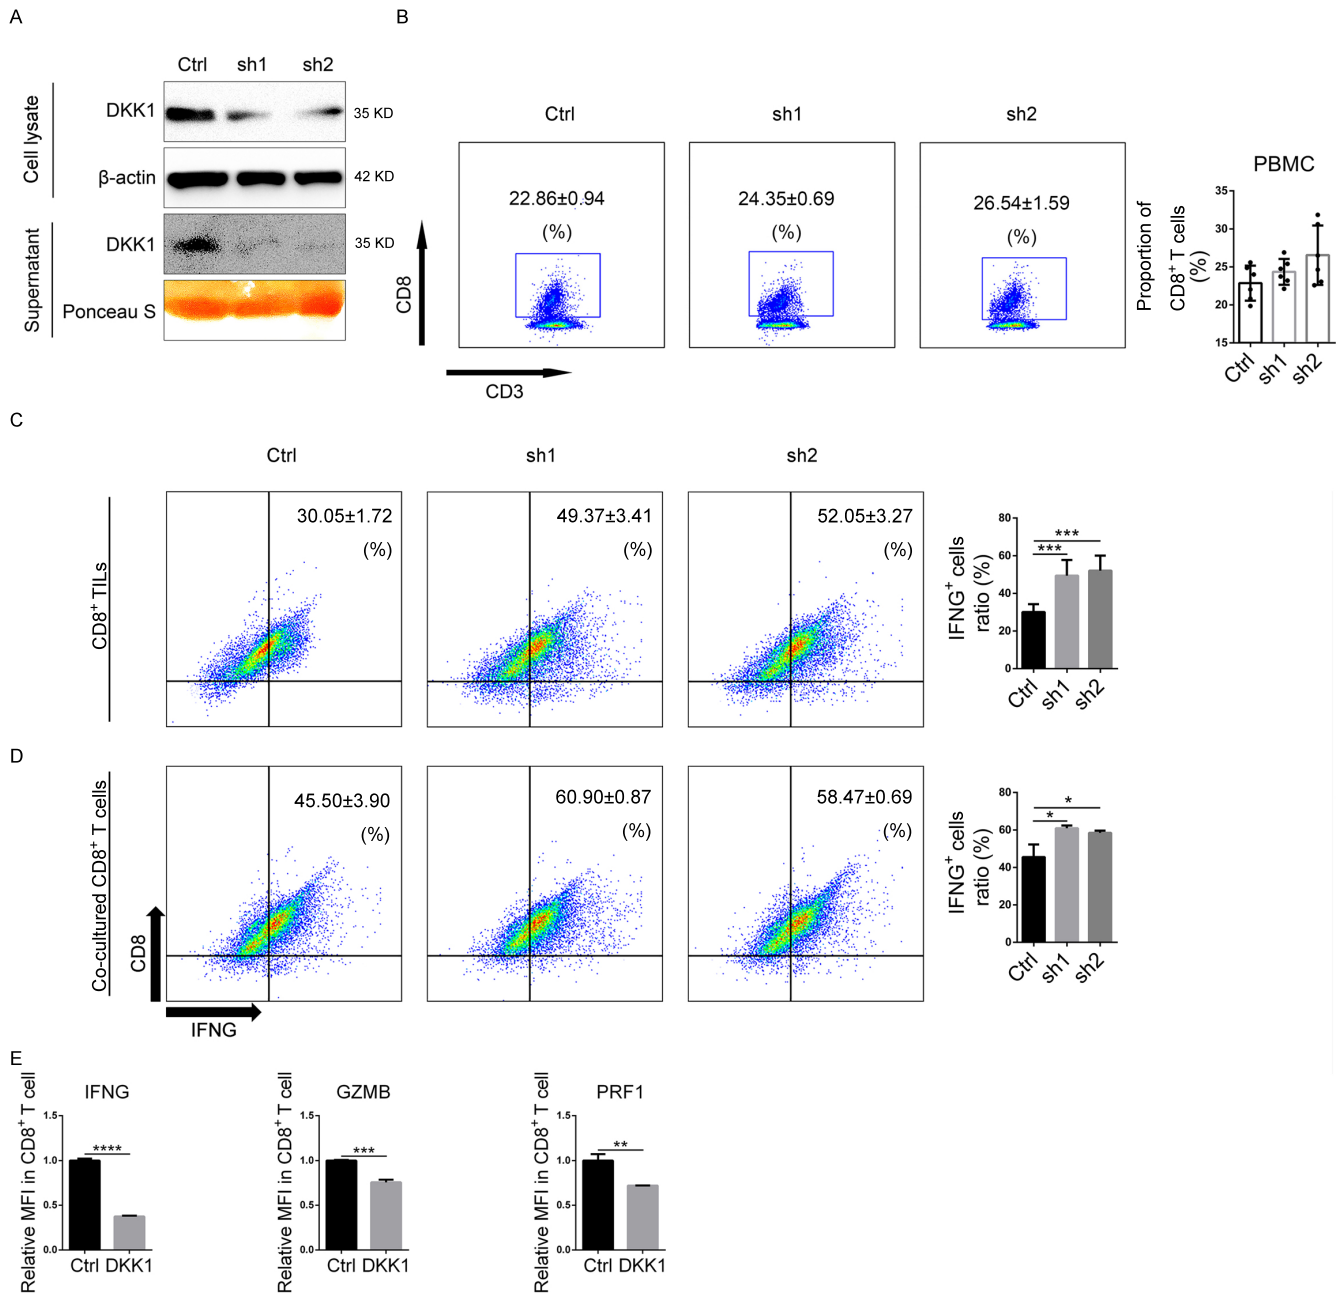 A
Ctrl sh1 sh2
Cell lysate
DKK1
35 KD
β-actin
42 KD
Supernatant
DKK1
35 KD
Ponceau S
B
Ctrl
sh1
sh2
22.86±0.94
(%)
24.35±0.69
(%)
26.54±1.59
(%)
CD8
CD3
PBMC
Proportion of
CD8⁺ T cells
(%)
35
30
25
20
15
Ctrl
sh1
sh2
C
Ctrl
sh1
sh2
CD8⁺ TILs
30.05±1.72
(%)
49.37±3.41
(%)
52.05±3.27
(%)
IFNG⁺ cells
ratio (%)
80
60
40
20
0
***
***
Ctrl
sh1
sh2
D
Co-cultured CD8⁺ T cells
45.50±3.90
(%)
60.90±0.87
(%)
58.47±0.69
(%)
CD8
IFNG
IFNG⁺ cells
ratio (%)
80
60
40
20
0
*
*
Ctrl
sh1
sh2
E
IFNG
Relative MFI in CD8⁺ T cell
1.5
1.0
0.5
0.0
****
Ctrl DKK1
GZMB
Relative MFI in CD8⁺ T cell
1.5
1.0
0.5
0.0
***
Ctrl DKK1
PRF1
Relative MFI in CD8⁺ T cell
1.5
1.0
0.5
0.0
**
Ctrl DKK1